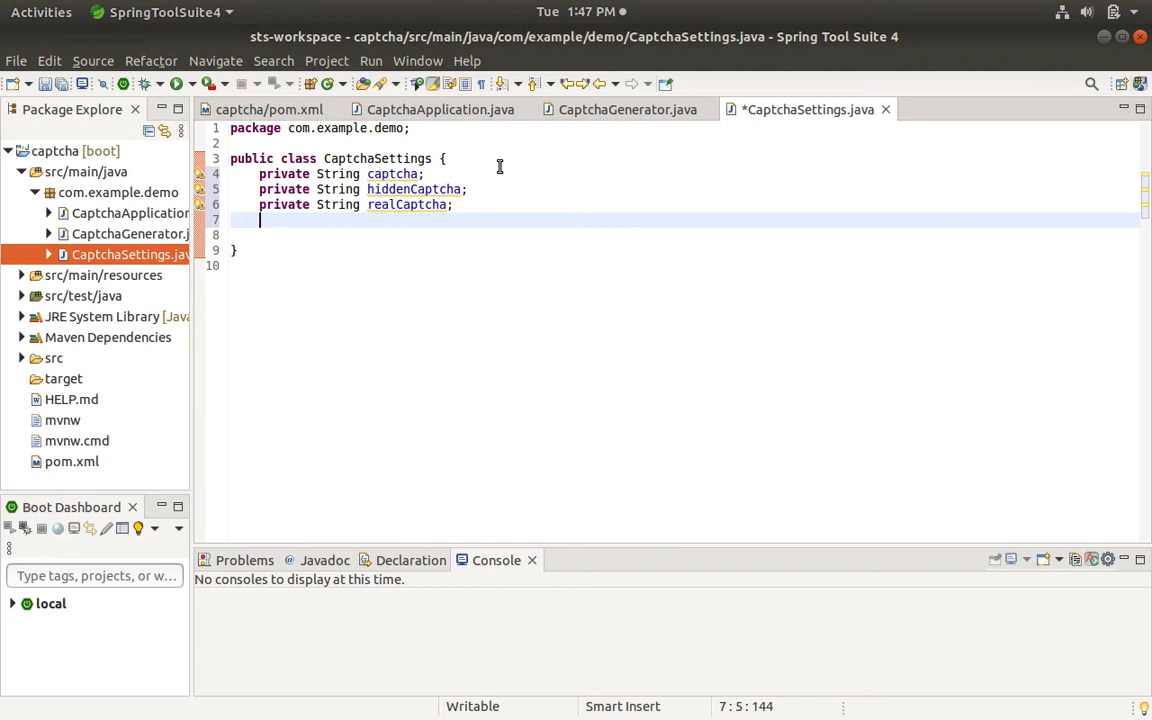 Activities SpringToolSuite4 Tue 1:47 PM
sts-workspace - captcha/src/main/java/com/example/demo/CaptchaSettings.java - Spring Tool Suite 4
File Edit Source Refactor Navigate Search Project Run Window Help
Package Explore
captcha [boot]
src/main/java
com.example.demo
CaptchaApplication
CaptchaGenerator.j
CaptchaSettings.jav
src/main/resources
src/test/java
JRE System Library [Java
Maven Dependencies
src
target
HELP.md
mvnw
mvnw.cmd
pom.xml
captcha/pom.xml CaptchaApplication.java CaptchaGenerator.java *CaptchaSettings.java
1 package com.example.demo;
2
3 public class CaptchaSettings {
4 private String captcha;
5 private String hiddenCaptcha;
6 private String realCaptcha;
7
8
9 }
10
Boot Dashboard
Type tags, projects, or w...
local
Problems Javadoc Declaration Console
No consoles to display at this time.
Writable Smart Insert 7:5:144